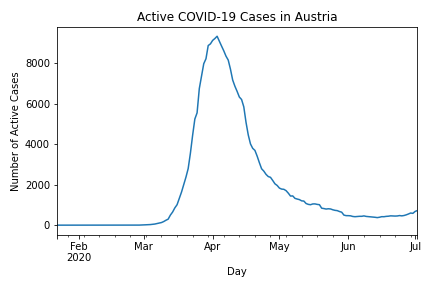 Active COVID-19 Cases in Austria
Number of Active Cases
8000
6000
4000
2000
0
Feb Mar Apr May Jun Jul
2020
Day